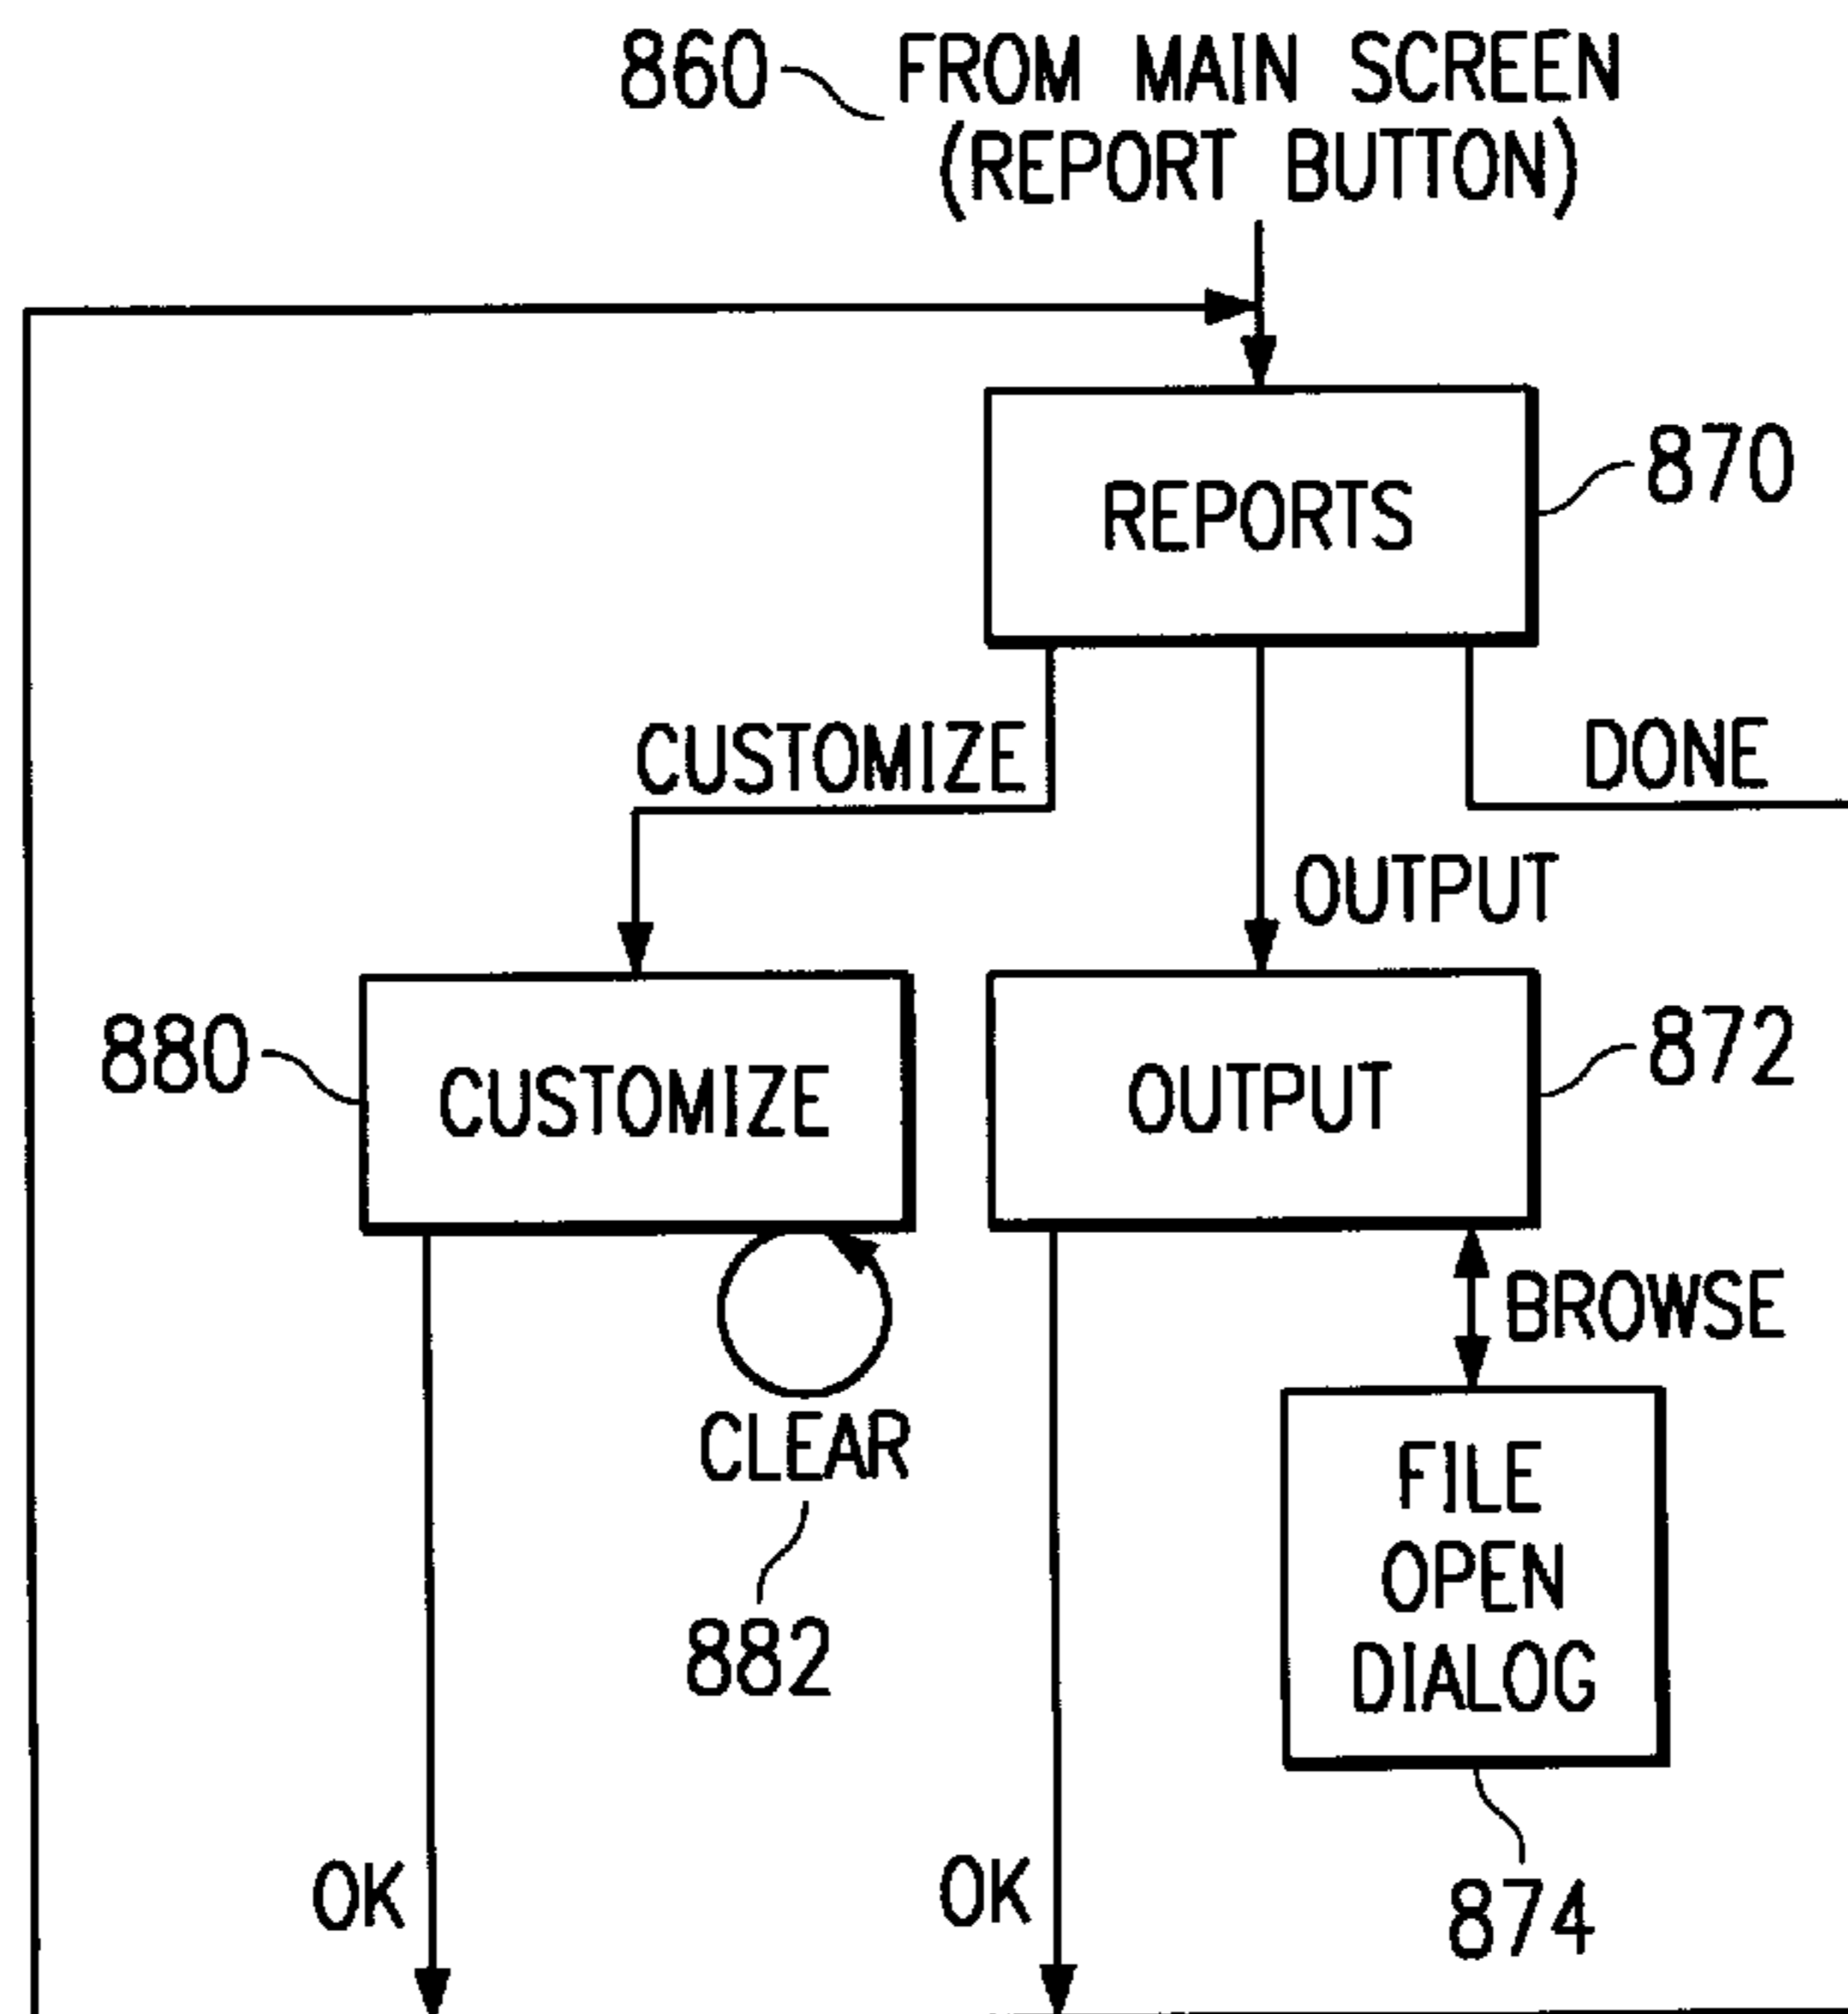 860 FROM MAIN SCREEN
(REPORT BUTTON)
REPORTS
870
CUSTOMIZE
DONE
OUTPUT
880
CUSTOMIZE
OUTPUT
872
BROWSE
CLEAR
882
FILE
OPEN
DIALOG
874
OK
OK